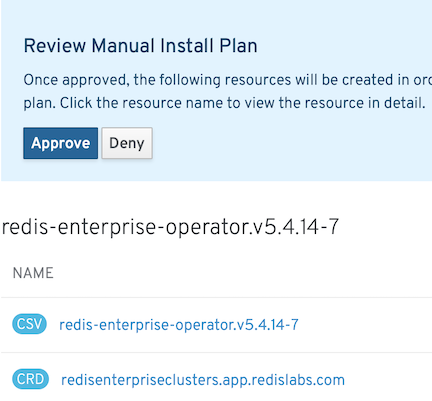 Review Manual Install Plan
Once approved, the following resources will be created in
plan. Click the resource name to view the resource in detail.
Approve Deny
redis-enterprise-operator.v5.4.14-7
NAME
CSV redis-enterprise-operator.v5.4.14-7
CRD redisenterpriseclusters.app.redislabs.com